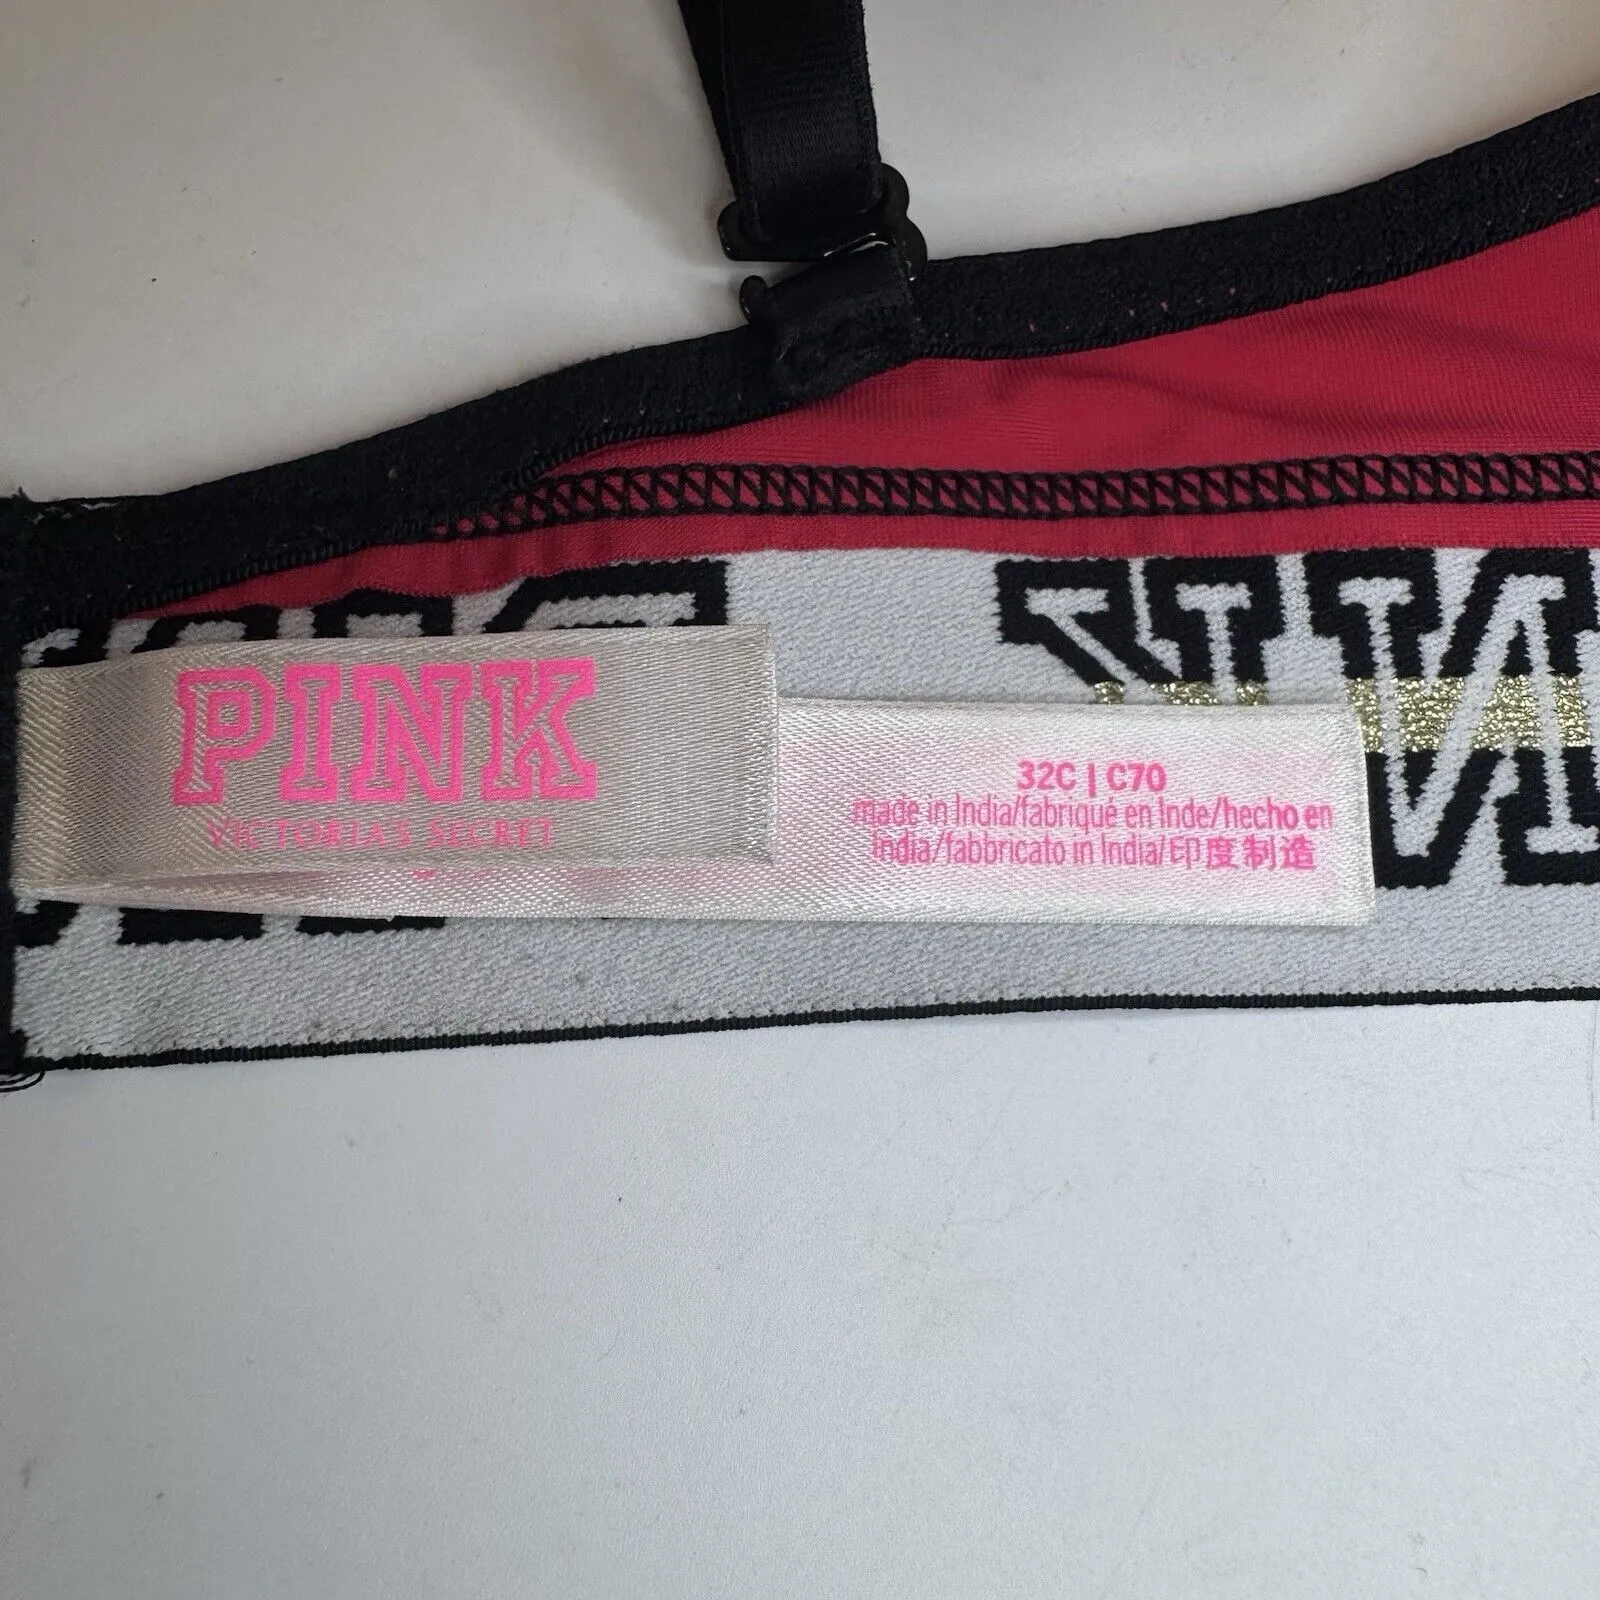 PINK
VICTORIA'S SECRET
32C | C70
made in India/fabriqué en Inde/hecho en
India/fabbricato in India/印度制造